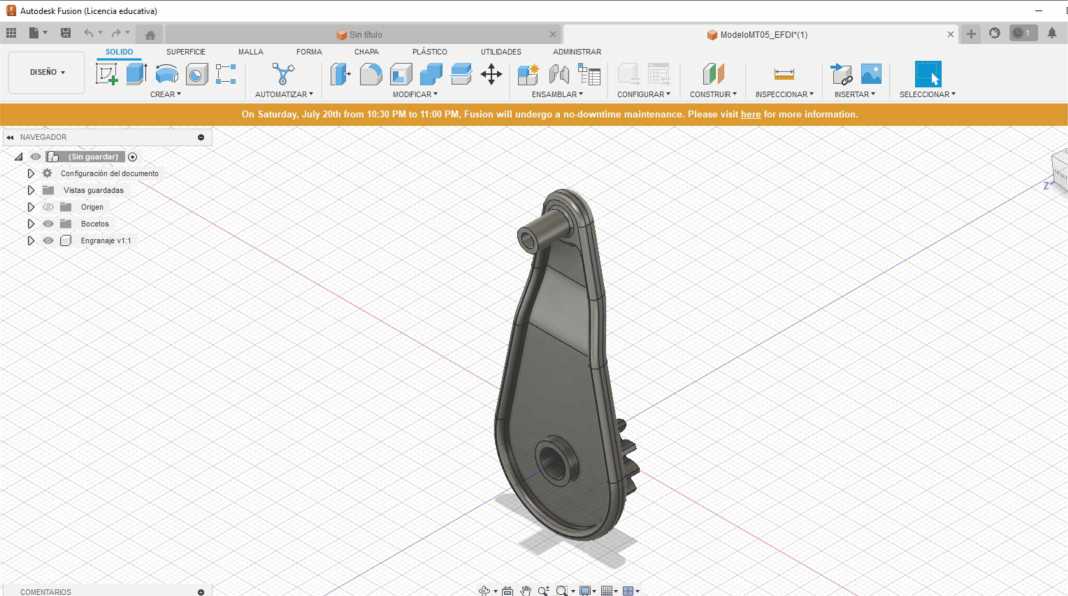 Autodesk Fusion (Licencia educativa)
Sin título
ModeloMT05_EFDI*(1)
1
SOLIDO SUPERFICIE MALLA FORMA CHAPA PLÁSTICO UTILIDADES ADMINISTRAR
DISEÑO
CREAR AUTOMATIZAR MODIFICAR ENSAMBLAR CONFIGURAR CONSTRUIR INSPECCIONAR INSERTAR SELECCIONAR
On Saturday, July 20th from 10:30 PM to 11:00 PM, Fusion will undergo a no-downtime maintenance. Please visit here for more information.
NAVEGADOR
(Sin guardar)
Configuración del documento
Vistas guardadas
Z
Origen
Bocetos
Engranaje v1:1
COMENTARIOS